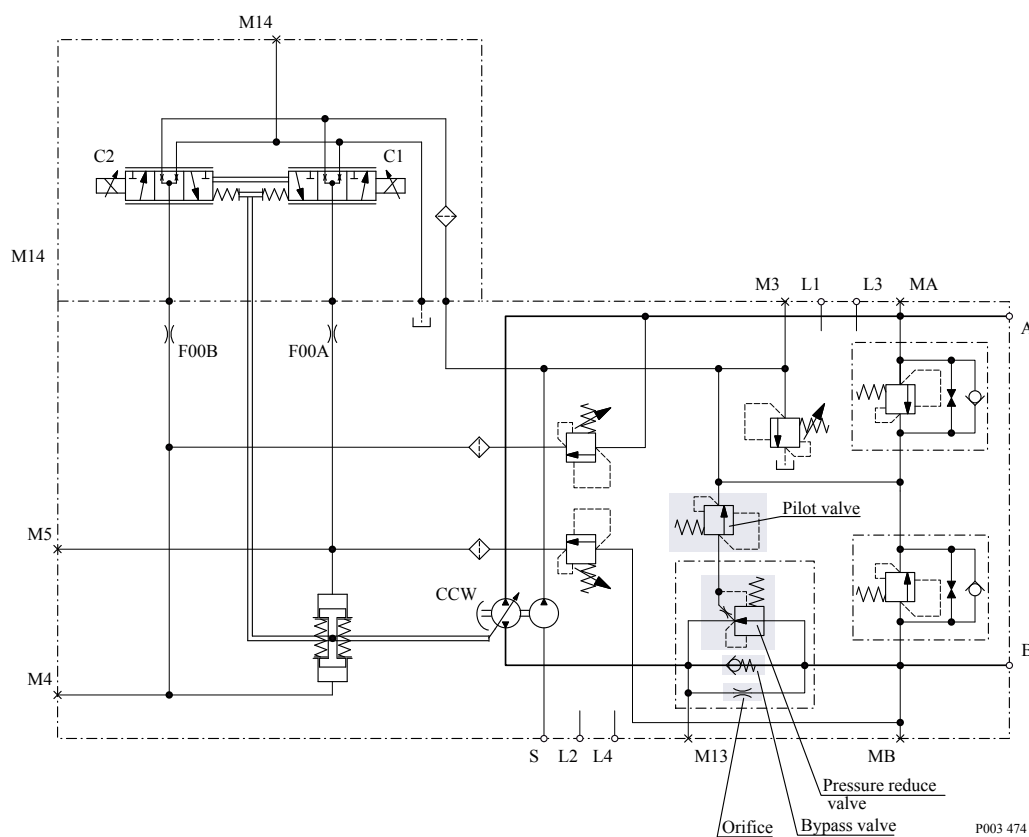 M14
C2
C1
M14
M3
L1
L3
MA
A
F00B
F00A
Pilot valve
M5
CCW
B
M4
S
L2
L4
M13
MB
Pressure reduce
valve
Orifice
Bypass valve
P003 474